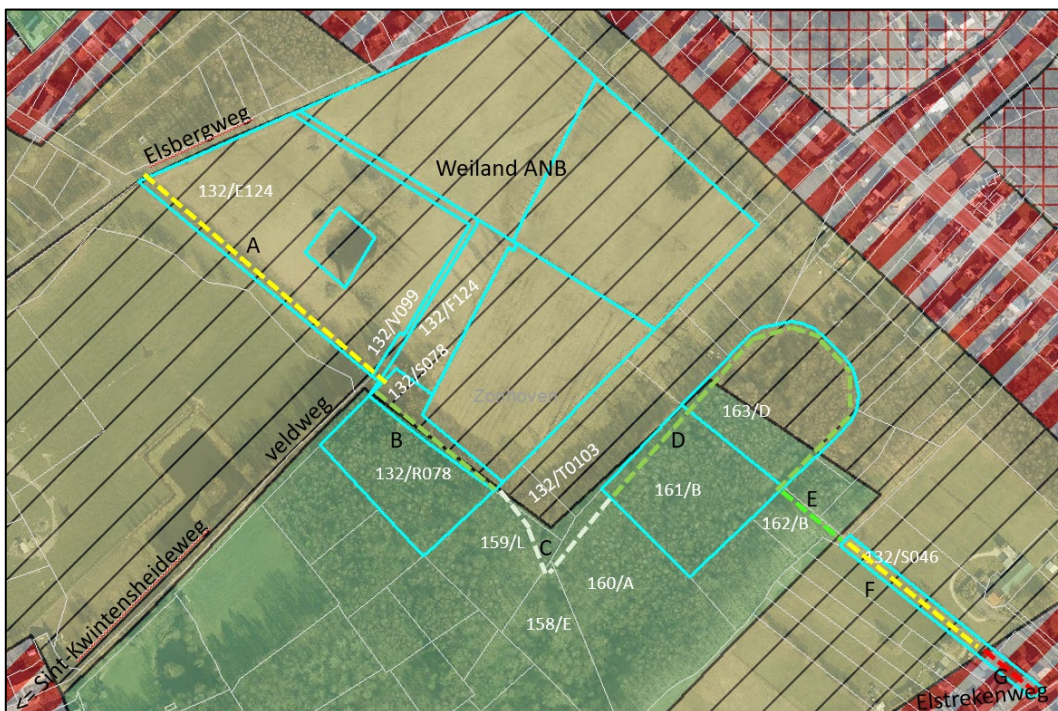 Elsbergweg
Weiland ANB
132/E124
A
132/V099
132/F124
132/S078
Zonhoven
veldweg
B
132/R078
132/T0103
163/D
D
161/B
E
162/B
159/L
C
160/A
158/E
132/S046
F
G
Elstrekenweg
<= Sint-Kwintensheideweg